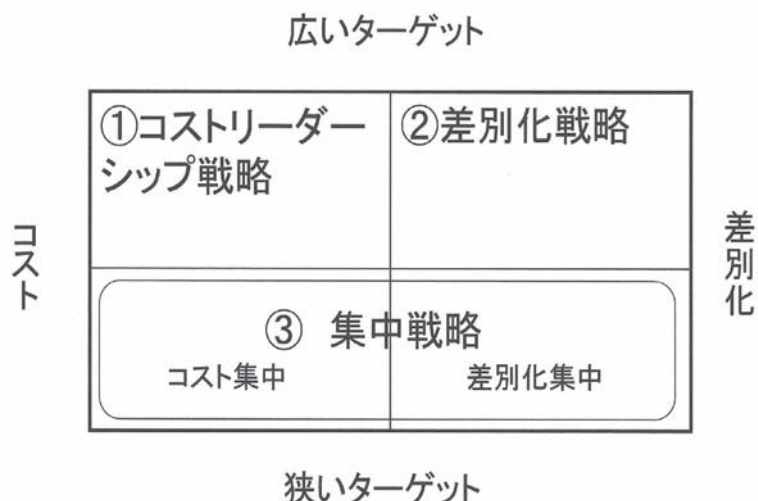 広いターゲット
①コストリーダー
シップ戦略
②差別化戦略
コスト
差別化
③ 集中戦略
コスト集中
差別化集中
狭いターゲット